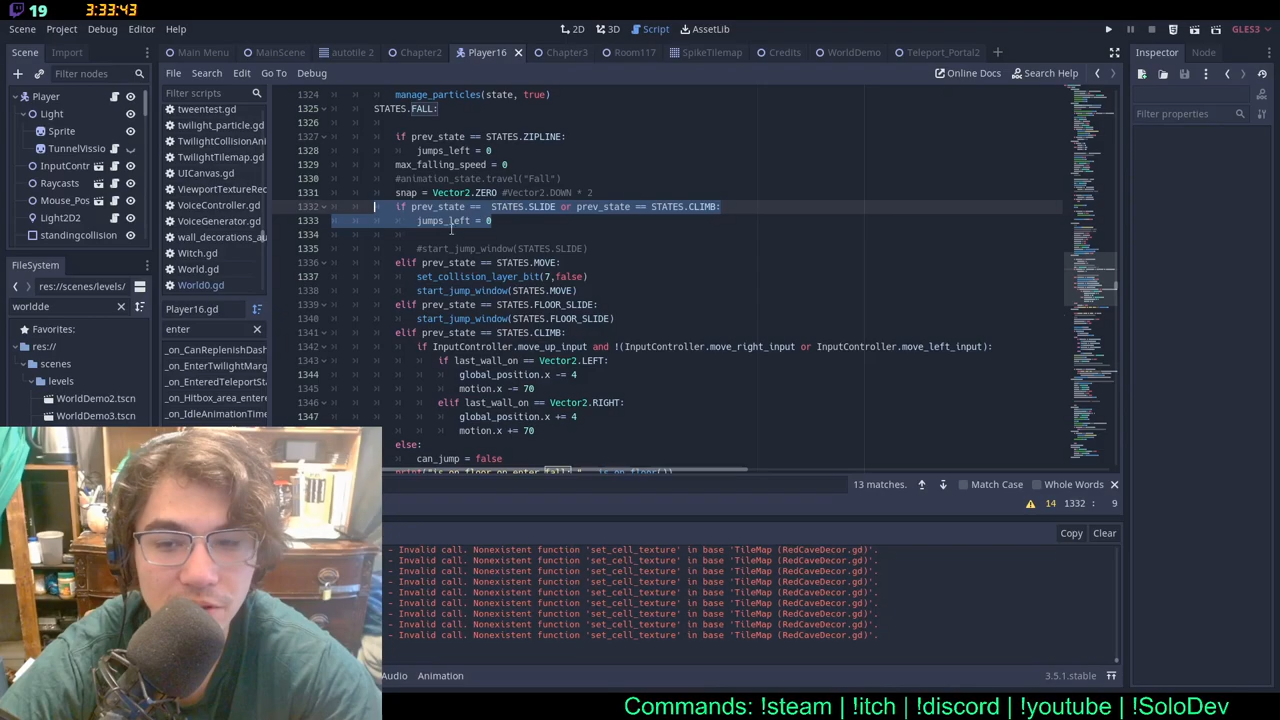 19
3:33:43
Scene Project Debug Editor Help
2D 3D Script AssetLib
GLES3
Scene Import
Main Menu MainScene autotile 2 Chapter2 Player16 Chapter3 Room117 SpikeTilemap Credits WorldDemo Teleport_Portal2
Inspector Node
Filter nodes
File Search Edit Go To Debug
Online Docs Search Help
Player
Light
Sprite
TunnelVissio
InputContr
Raycasts
Mouse_Pos
Light2D2
standingcollision
Filter scripts
tweentest.gd
twilight_particle.gd
TwilightCollisionAn
TwilightTilemap.gd
UICanvas.gd
ViewportTextureRec
VoiceController.gd
VoiceGenerator.gd
wall_decorations_au
Witch.gd
World.gd
WorldBG.gd
Player16.gd
enter
_on_CanReplenishDash
_on_EnterTwilightMarg
_on_EnteredTeleportSta
_on_Hitbox_area_entered
_on_IdleAnimationTime
FileSystem
res://scenes/levels/
worldde
Favorites:
res://
scenes
levels
WorldDemo2.tscn
WorldDemo3.tscn
1324 manage_particles(state, true)
1325 STATES.FALL:
1326
1327 if prev_state == STATES.ZIPLINE:
1328 jumps_left = 0
1329 max_falling_speed = 0
1330 #animation_state.travel("Fall")
1331 snap = Vector2.ZERO #Vector2.DOWN * 2
1332 if prev_state ==  STATES.SLIDE or prev_state == STATES.CLIMB:
1333 jumps_left = 0
1334
1335 #start_jump_window(STATES.SLIDE)
1336 elif prev_state == STATES.MOVE:
1337 set_collision_layer_bit(7,false)
1338 start_jump_window(STATES.MOVE)
1339 elif prev_state == STATES.FLOOR_SLIDE:
1340 start_jump_window(STATES.FLOOR_SLIDE)
1341 elif prev_state == STATES.CLIMB:
1342 if InputController.move_up_input and !(InputController.move_right_input or InputController.move_left_input):
1343 if last_wall_on == Vector2.LEFT:
1344 global_position.x -= 4
1345 motion.x -= 70
1346 elif last_wall_on == Vector2.RIGHT:
1347 global_position.x += 4
motion.x += 70
else:
can_jump = false
print("is on floor on enter fall: ", is_on_floor())
13 matches. Match Case Whole Words
14 1332 : 9
Filter properties
Copy Clear
- Invalid call. Nonexistent function 'set_cell_texture' in base 'TileMap (RedCaveDecor.gd)'.
- Invalid call. Nonexistent function 'set_cell_texture' in base 'TileMap (RedCaveDecor.gd)'.
- Invalid call. Nonexistent function 'set_cell_texture' in base 'TileMap (RedCaveDecor.gd)'.
- Invalid call. Nonexistent function 'set_cell_texture' in base 'TileMap (RedCaveDecor.gd)'.
- Invalid call. Nonexistent function 'set_cell_texture' in base 'TileMap (RedCaveDecor.gd)'.
- Invalid call. Nonexistent function 'set_cell_texture' in base 'TileMap (RedCaveDecor.gd)'.
- Invalid call. Nonexistent function 'set_cell_texture' in base 'TileMap (RedCaveDecor.gd)'.
- Invalid call. Nonexistent function 'set_cell_texture' in base 'TileMap (RedCaveDecor.gd)'.
- Invalid call. Nonexistent function 'set_cell_texture' in base 'TileMap (RedCaveDecor.gd)'.
Audio Animation
3.5.1.stable
Commands: !steam | !itch | !discord | !youtube | !SoloDev